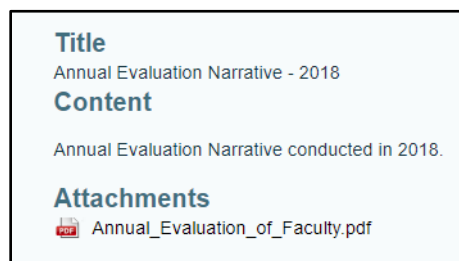 Title
Annual Evaluation Narrative - 2018
Content
Annual Evaluation Narrative conducted in 2018.
Attachments
PDF Annual_Evaluation_of_Faculty.pdf